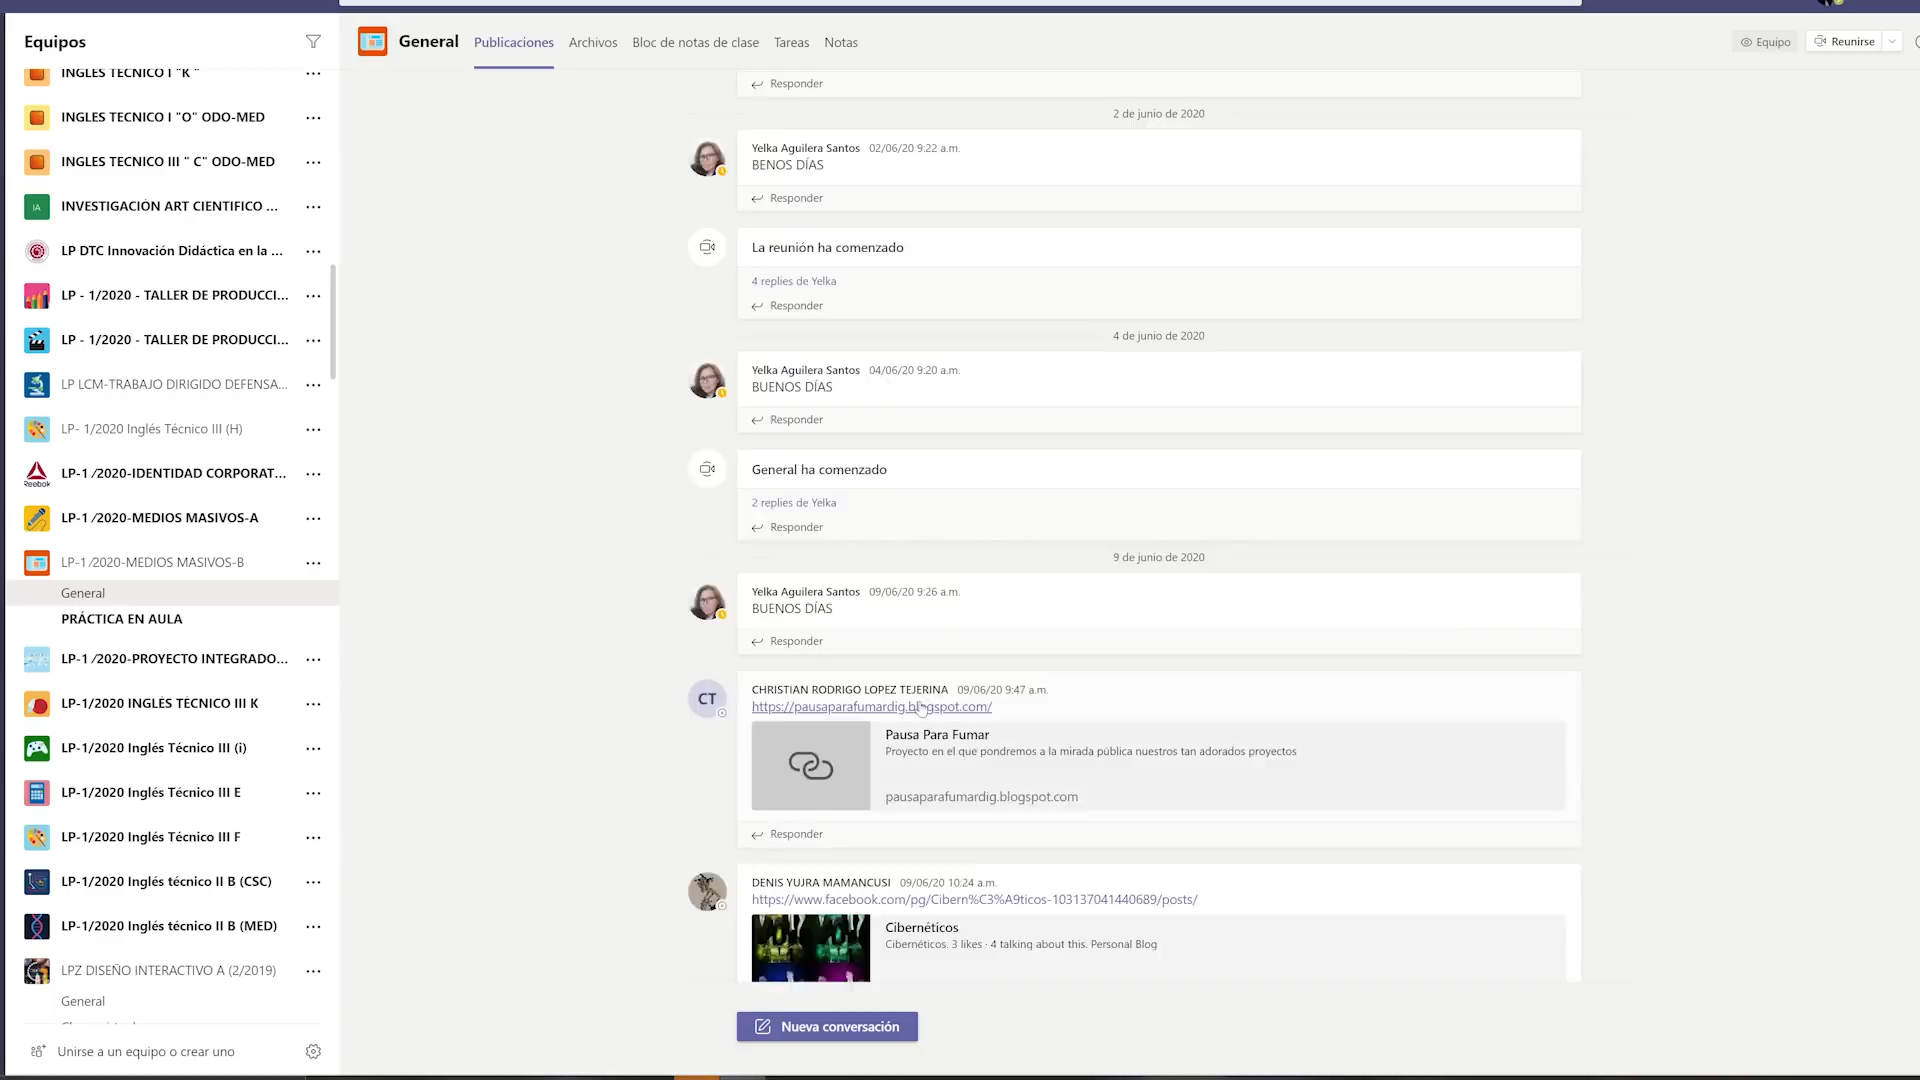 Equipos
INGLES TECNICO I "K "
INGLES TECNICO I "O" ODO-MED
INGLES TECNICO III " C" ODO-MED
IA
INVESTIGACIÓN ART CIENTIFICO ...
LP DTC Innovación Didáctica en la ...
LP - 1/2020 - TALLER DE PRODUCCI...
LP - 1/2020 - TALLER DE PRODUCCI...
LP LCM-TRABAJO DIRIGIDO DEFENSA...
LP- 1/2020 Inglés Técnico III (H)
Reebok
LP-1 /2020-IDENTIDAD CORPORAT...
LP-1 /2020-MEDIOS MASIVOS-A
LP-1 /2020-MEDIOS MASIVOS-B
General
PRÁCTICA EN AULA
LP-1 /2020-PROYECTO INTEGRADO...
LP-1/2020 INGLÉS TÉCNICO III K
LP-1/2020 Inglés Técnico III (i)
LP-1/2020 Inglés Técnico III E
LP-1/2020 Inglés Técnico III F
LP-1/2020 Inglés técnico II B (CSC)
LP-1/2020 Inglés técnico II B (MED)
LPZ DISEÑO INTERACTIVO A (2/2019)
General
Unirse a un equipo o crear uno
General Publicaciones Archivos Bloc de notas de clase Tareas Notas
Equipo Reunirse
Responder
2 de junio de 2020
Yelka Aguilera Santos 02/06/20 9:22 a.m.
BENOS DÍAS
Responder
La reunión ha comenzado
4 replies de Yelka
Responder
4 de junio de 2020
Yelka Aguilera Santos 04/06/20 9:20 a.m.
BUENOS DÍAS
Responder
General ha comenzado
2 replies de Yelka
Responder
9 de junio de 2020
Yelka Aguilera Santos 09/06/20 9:26 a.m.
BUENOS DÍAS
Responder
CT
CHRISTIAN RODRIGO LOPEZ TEJERINA 09/06/20 9:47 a.m.
https://pausaparafumardig.blogspot.com/
Pausa Para Fumar
Proyecto en el que pondremos a la mirada pública nuestros tan adorados proyectos
pausaparafumardig.blogspot.com
Responder
DENIS YUJRA MAMANCUSI 09/06/20 10:24 a.m.
https://www.facebook.com/pg/Cibern%C3%A9ticos-103137041440689/posts/
Cibernéticos
Cibernéticos. 3 likes · 4 talking about this. Personal Blog
Nueva conversación